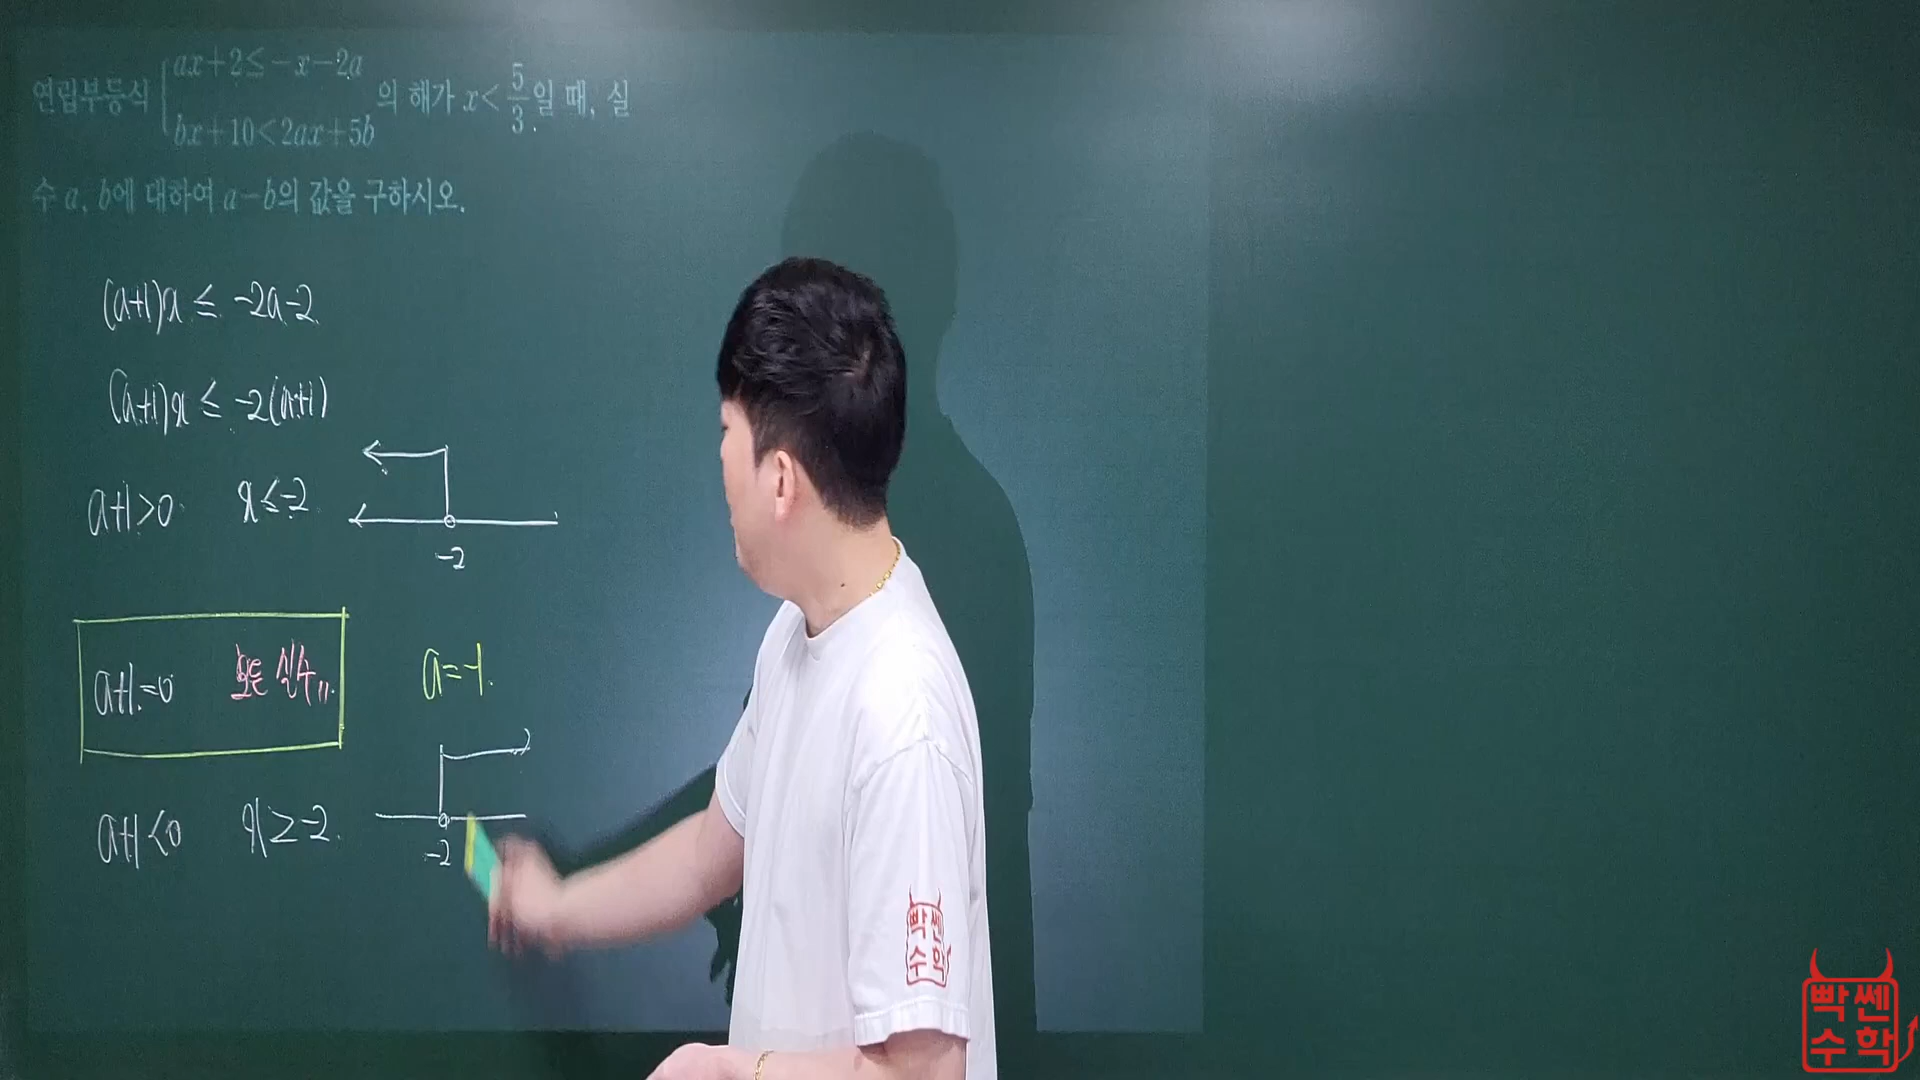 연립부등식 { ax+2≤-x-2a
bx+10<2ax+5b 의 해가 x<5/3일 때, 실
수 a, b에 대하여 a-b의 값을 구하시오.
(a+1)x ≤ -2a-2
(a+1)x ≤ -2(a+1)
a+1>0 x≤-2
-2
a+1=0 모든 실수 a=-1
a+1<0 x≥-2
-2
빡쎈
수학
빡쎈
수학